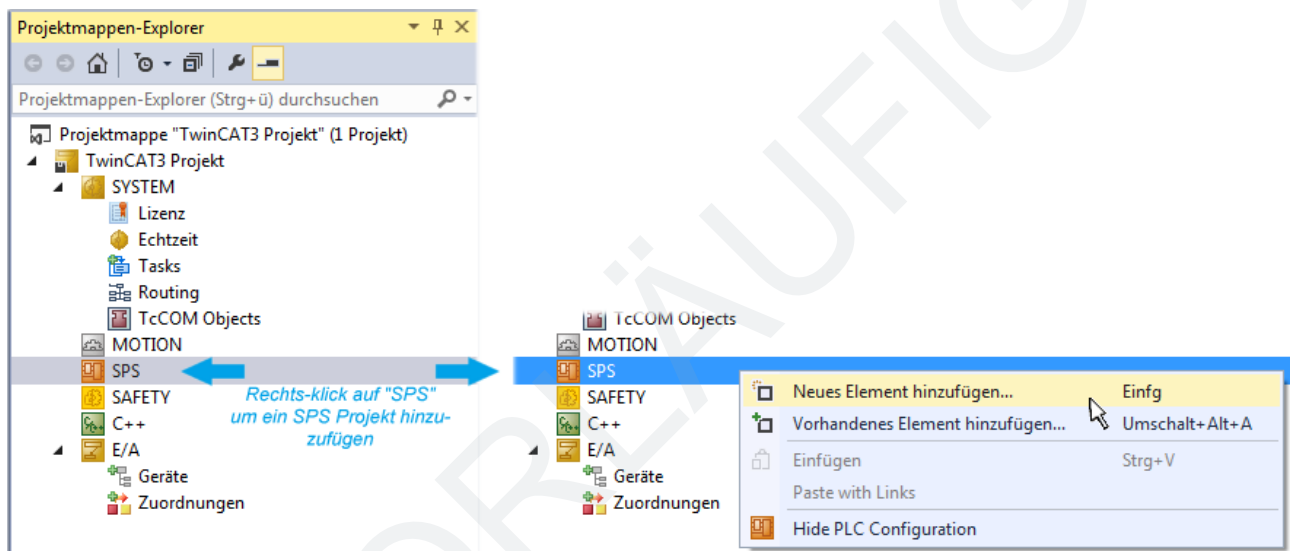 Projektmappen-Explorer
Projektmappen-Explorer (Strg+ü) durchsuchen
Projektmappe "TwinCAT3 Projekt" (1 Projekt)
TwinCAT3 Projekt
SYSTEM
Lizenz
Echtzeit
Tasks
Routing
TcCOM Objects
MOTION
SPS
SAFETY
C++
E/A
Geräte
Zuordnungen
Rechts-klick auf "SPS"
um ein SPS Projekt hinzu-
zufügen
TcCOM Objects
MOTION
SPS
SAFETY
C++
E/A
Geräte
Zuordnungen
Neues Element hinzufügen... Einfg
Vorhandenes Element hinzufügen... Umschalt+Alt+A
Einfügen Strg+V
Paste with Links
Hide PLC Configuration
ORLÄUFIG